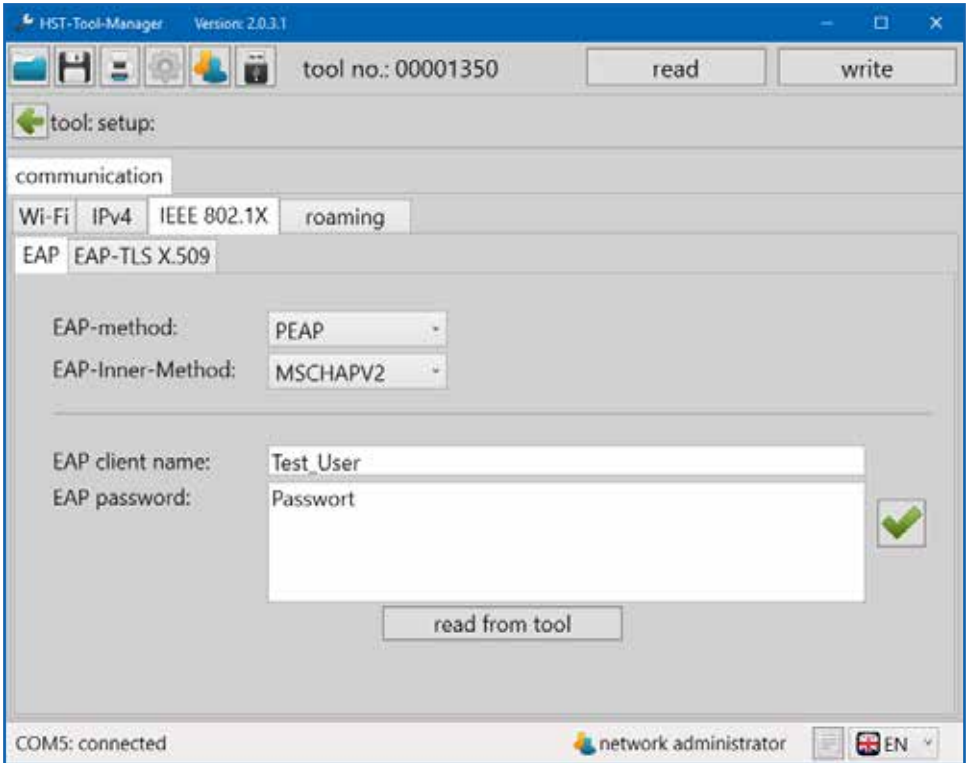 HST-Tool-Manager Version: 2.0.3.1
tool no.: 00001350 read write
tool: setup:
communication
Wi-Fi IPv4 IEEE 802.1X roaming
EAP EAP-TLS X.509
EAP-method: PEAP
EAP-Inner-Method: MSCHAPV2
EAP client name: Test_User
EAP password: Passwort
read from tool
COM5: connected network administrator EN